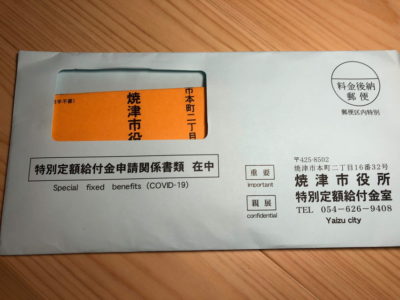 料金後納
郵便
郵便区内特別
市本町二丁目
焼津市役
特別定額給付金申請関係書類 在中
Special fixed benefits (COVID-19)
重要
important
親展
confidential
〒425-8502
焼津市本町二丁目16番32号
焼津市役所
特別定額給付金室
TEL 054-626-9408
Yaizu city